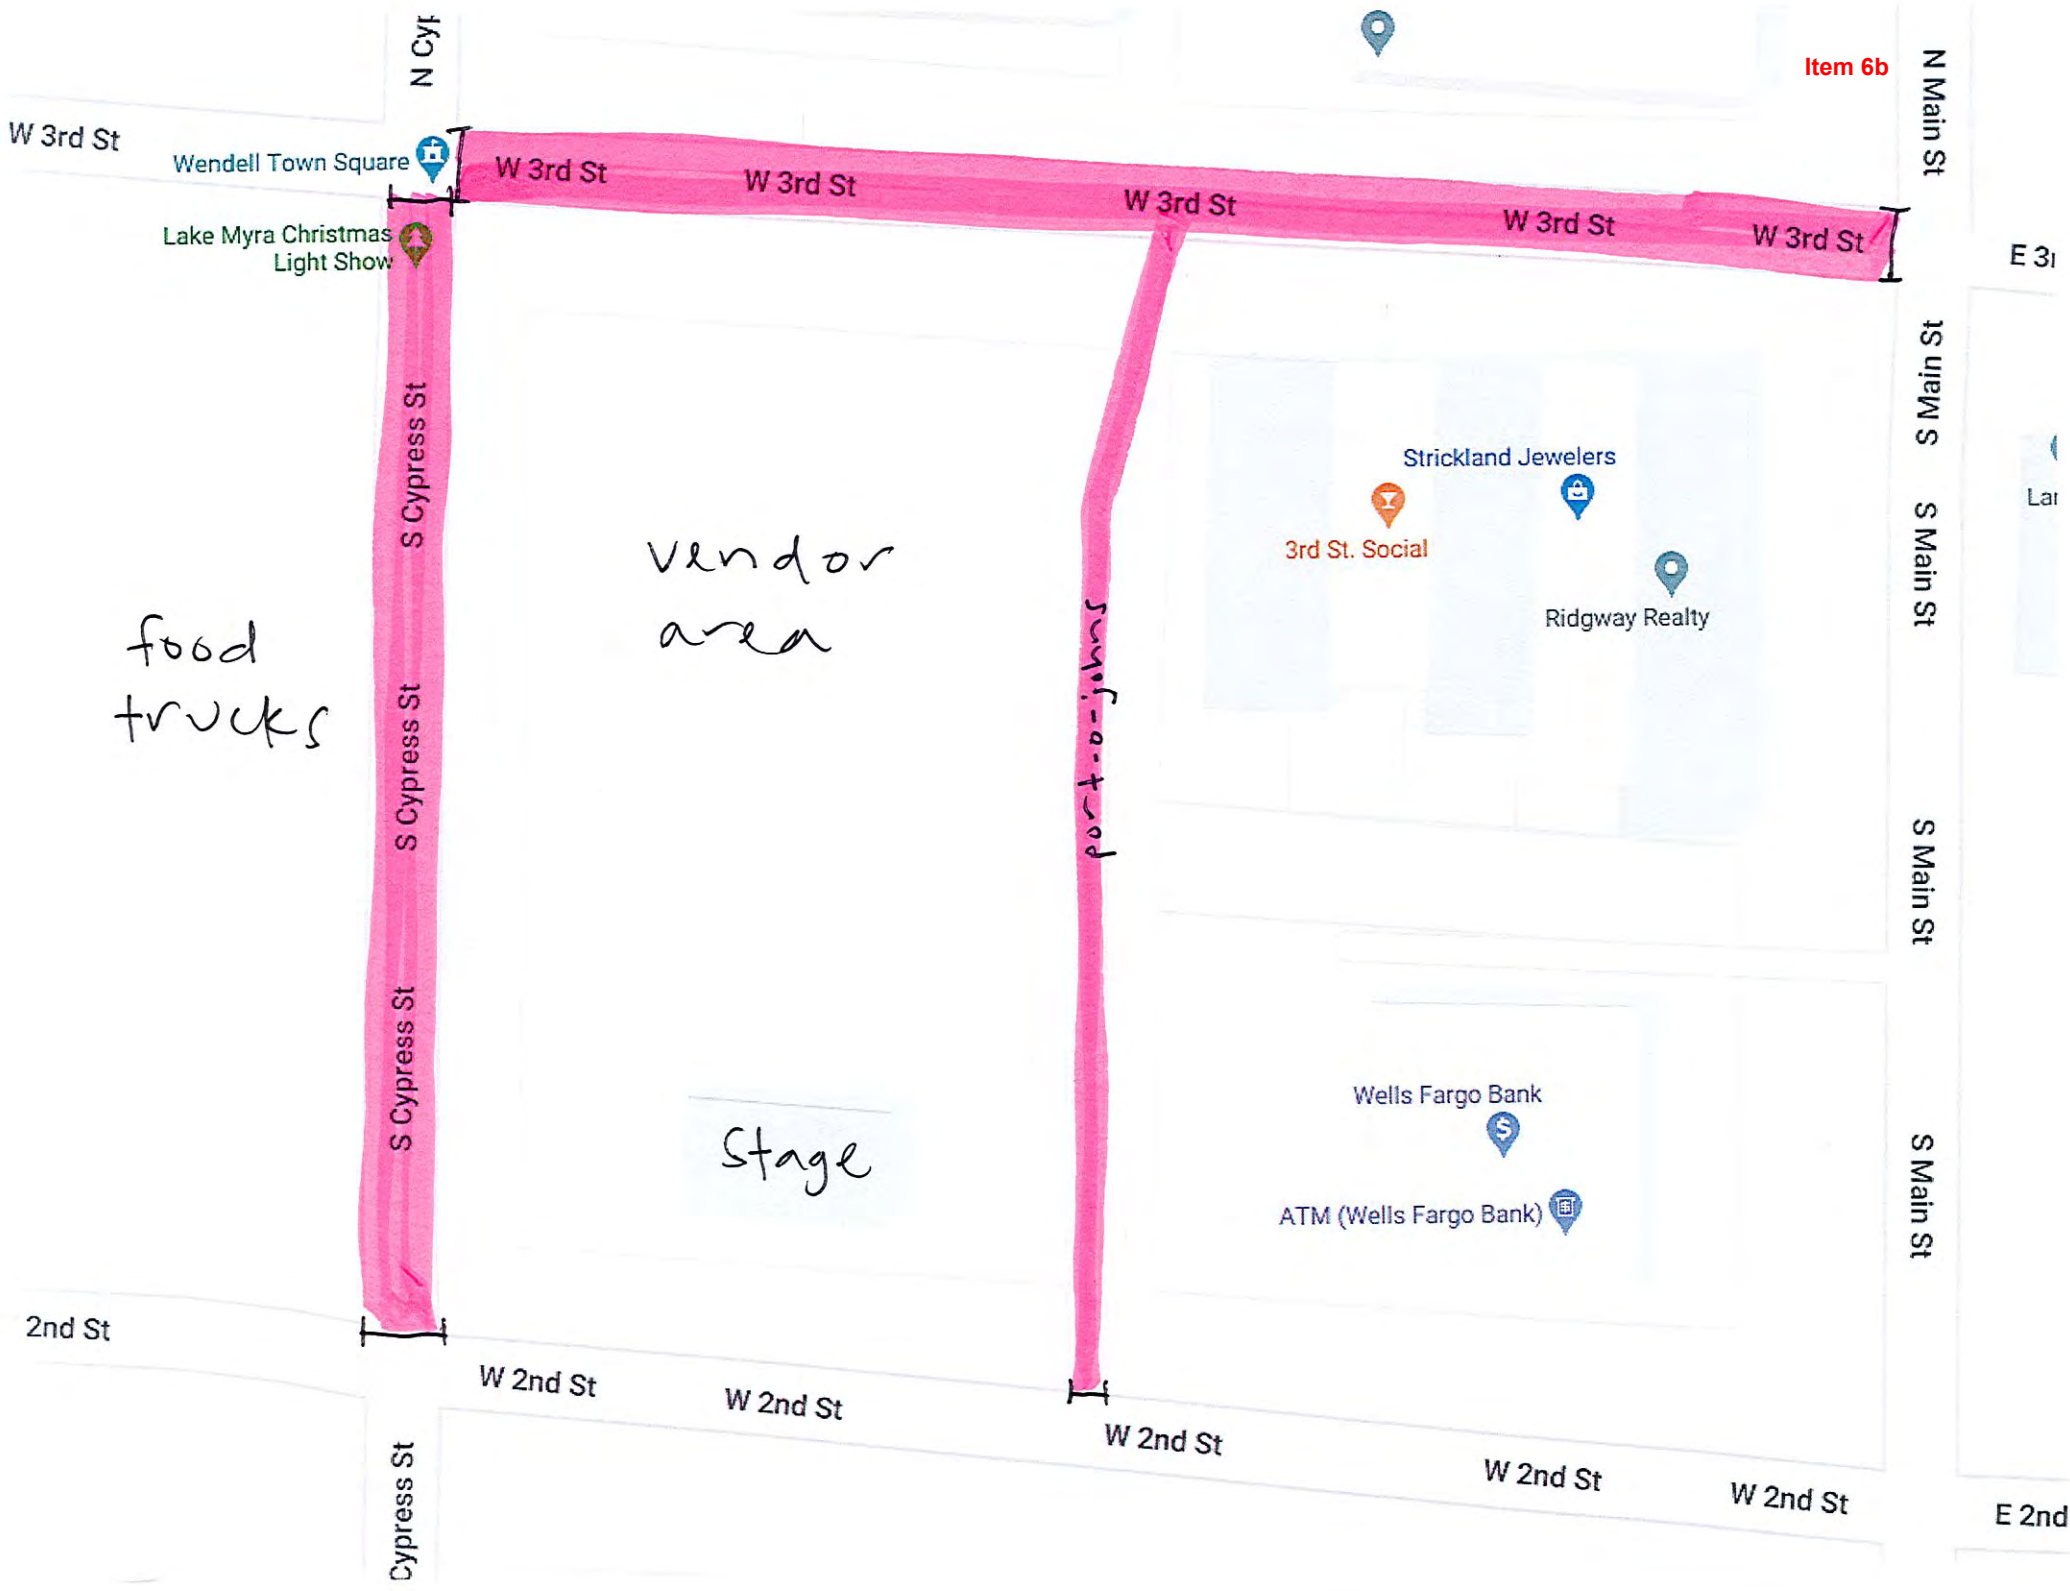 N Cyp
Item 6b
N Main St
W 3rd St
Wendell Town Square
W 3rd St
W 3rd St
W 3rd St
W 3rd St
W 3rd St
E 3r
Lake Myra Christmas
Light Show
S Main St
S Cypress St
Strickland Jewelers
3rd St. Social
Lar
S Main St
vendor
area
Ridgway Realty
food
trucks
port-a-johns
S Cypress St
S Main St
S Cypress St
Wells Fargo Bank
Stage
ATM (Wells Fargo Bank)
S Main St
2nd St
W 2nd St
W 2nd St
W 2nd St
W 2nd St
W 2nd St
E 2nd
Cypress St